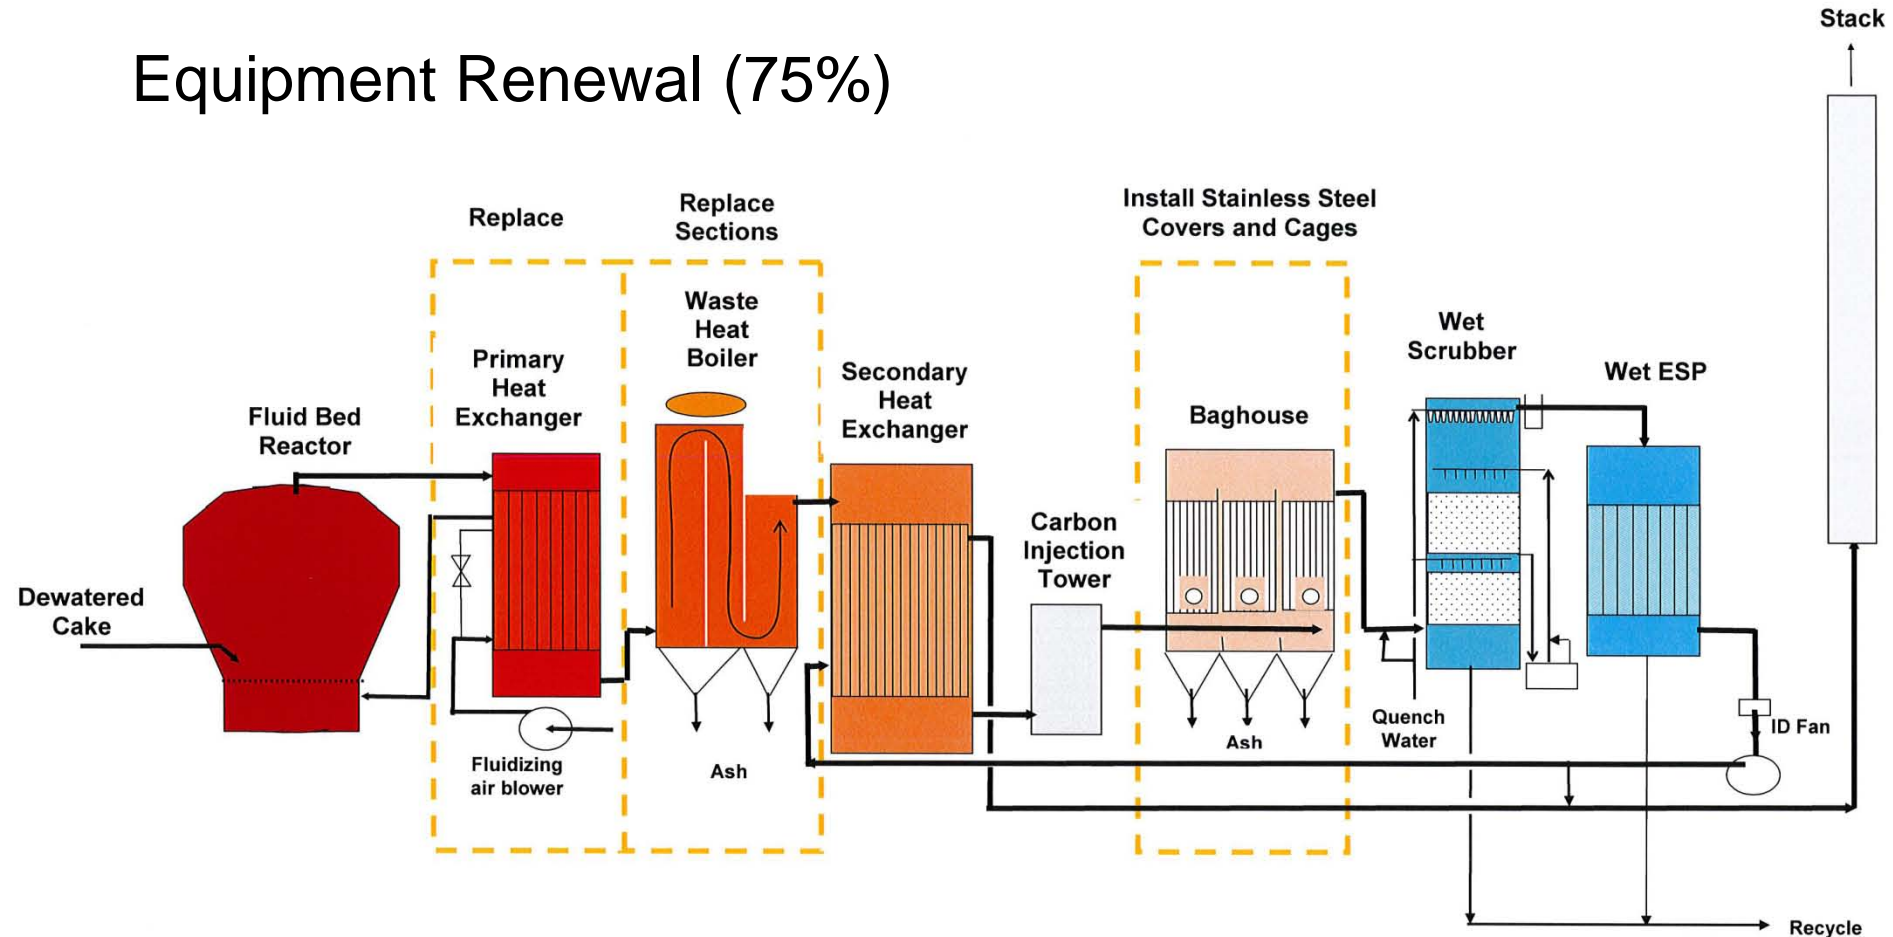 Stack
Equipment Renewal (75%)
Replace
Replace
Sections
Install Stainless Steel
Covers and Cages
Waste
Heat
Boiler
Wet
Scrubber
Primary
Heat
Exchanger
Secondary
Heat
Exchanger
Wet ESP
Fluid Bed
Reactor
Baghouse
Carbon
Injection
Tower
Dewatered
Cake
Quench
Water
ID Fan
Fluidizing
air blower
Ash
Ash
Recycle